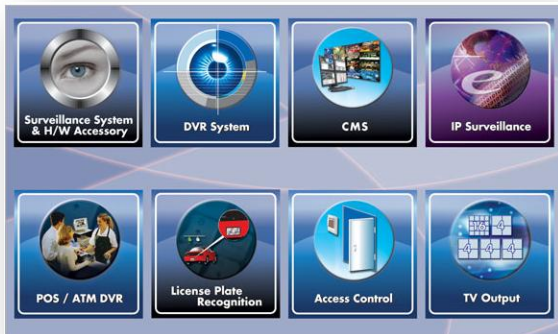 Surveillance System
& H/W Accessory
DVR System
CMS
IP Surveillance
POS / ATM DVR
License Plate
Recognition
Access Control
TV Output